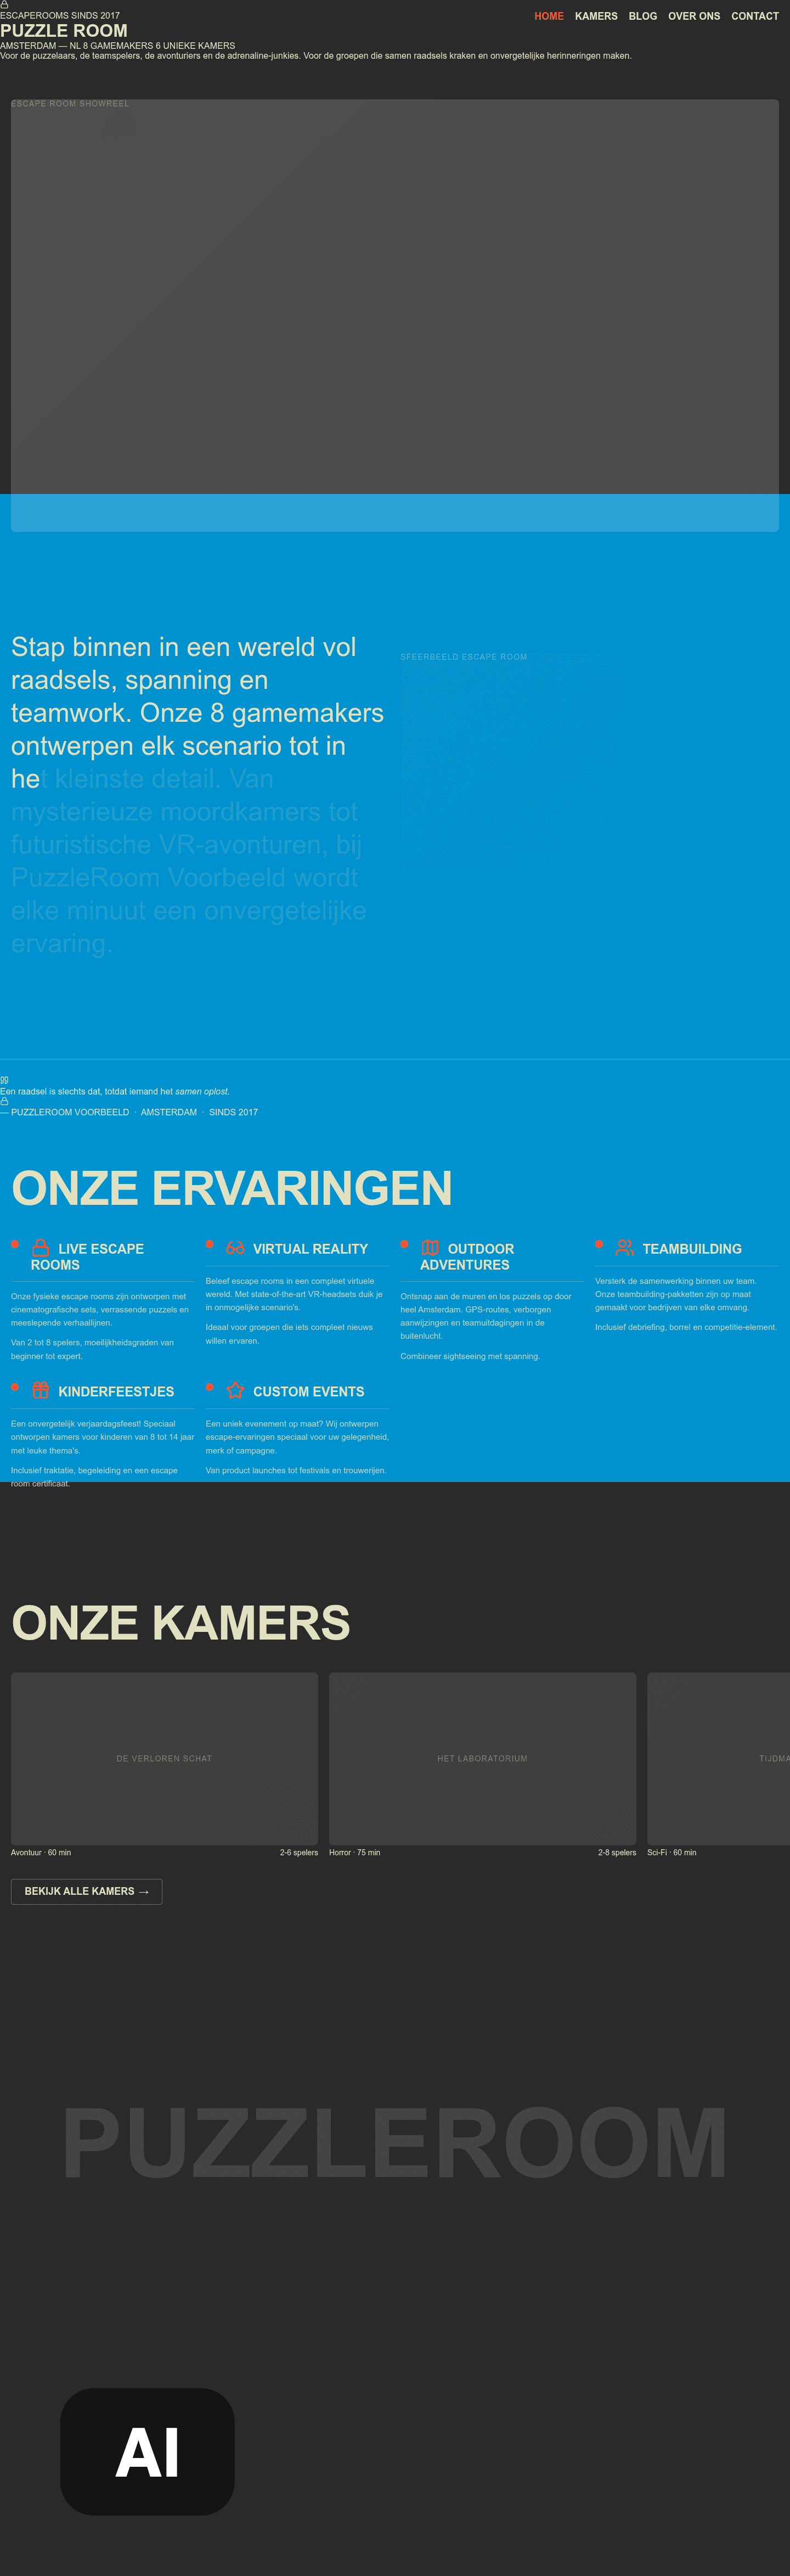 ESCAPEROOMS SINDS 2017
HOME KAMERS BLOG OVER ONS CONTACT
PUZZLE ROOM
AMSTERDAM — NL 8 GAMEMAKERS 6 UNIEKE KAMERS
Voor de puzzelaars, de teamspelers, de avonturiers en de adrenaline-junkies. Voor de groepen die samen raadsels kraken en onvergetelijke herinneringen maken.
ESCAPE ROOM SHOWREEL
Stap binnen in een wereld vol
raadsels, spanning en
teamwork. Onze 8 gamemakers
ontwerpen elk scenario tot in
het kleinste detail. Van
mysterieuze moordkamers tot
futuristische VR-avonturen, bij
PuzzleRoom Voorbeeld wordt
elke minuut een onvergetelijke
ervaring.
SFEERBEELD ESCAPE ROOM
Een raadsel is slechts dat, totdat iemand het samen oplost.
— PUZZLEROOM VOORBEELD · AMSTERDAM · SINDS 2017
ONZE ERVARINGEN
LIVE ESCAPE
ROOMS
Onze fysieke escape rooms zijn ontworpen met
cinematografische sets, verrassende puzzels en
meeslepende verhaallijnen.
Van 2 tot 8 spelers, moeilijkheidsgraden van
beginner tot expert.
VIRTUAL REALITY
Beleef escape rooms in een compleet virtuele
wereld. Met state-of-the-art VR-headsets duik je
in onmogelijke scenario's.
Ideaal voor groepen die iets compleet nieuws
willen ervaren.
OUTDOOR
ADVENTURES
Ontsnap aan de muren en los puzzels op door
heel Amsterdam. GPS-routes, verborgen
aanwijzingen en teamuitdagingen in de
buitenlucht.
Combineer sightseeing met spanning.
TEAMBUILDING
Versterk de samenwerking binnen uw team.
Onze teambuilding-pakketten zijn op maat
gemaakt voor bedrijven van elke omvang.
Inclusief debriefing, borrel en competitie-element.
KINDERFEESTJES
Een onvergetelijk verjaardagsfeest! Speciaal
ontworpen kamers voor kinderen van 8 tot 14 jaar
met leuke thema's.
Inclusief traktatie, begeleiding en een escape
room certificaat.
CUSTOM EVENTS
Een uniek evenement op maat? Wij ontwerpen
escape-ervaringen speciaal voor uw gelegenheid,
merk of campagne.
Van product launches tot festivals en trouwerijen.
ONZE KAMERS
DE VERLOREN SCHAT
HET LABORATORIUM
TIJDMA
Avontuur · 60 min 2-6 spelers
Horror · 75 min 2-8 spelers
Sci-Fi · 60 min
BEKIJK ALLE KAMERS →
PUZZLEROOM
AI